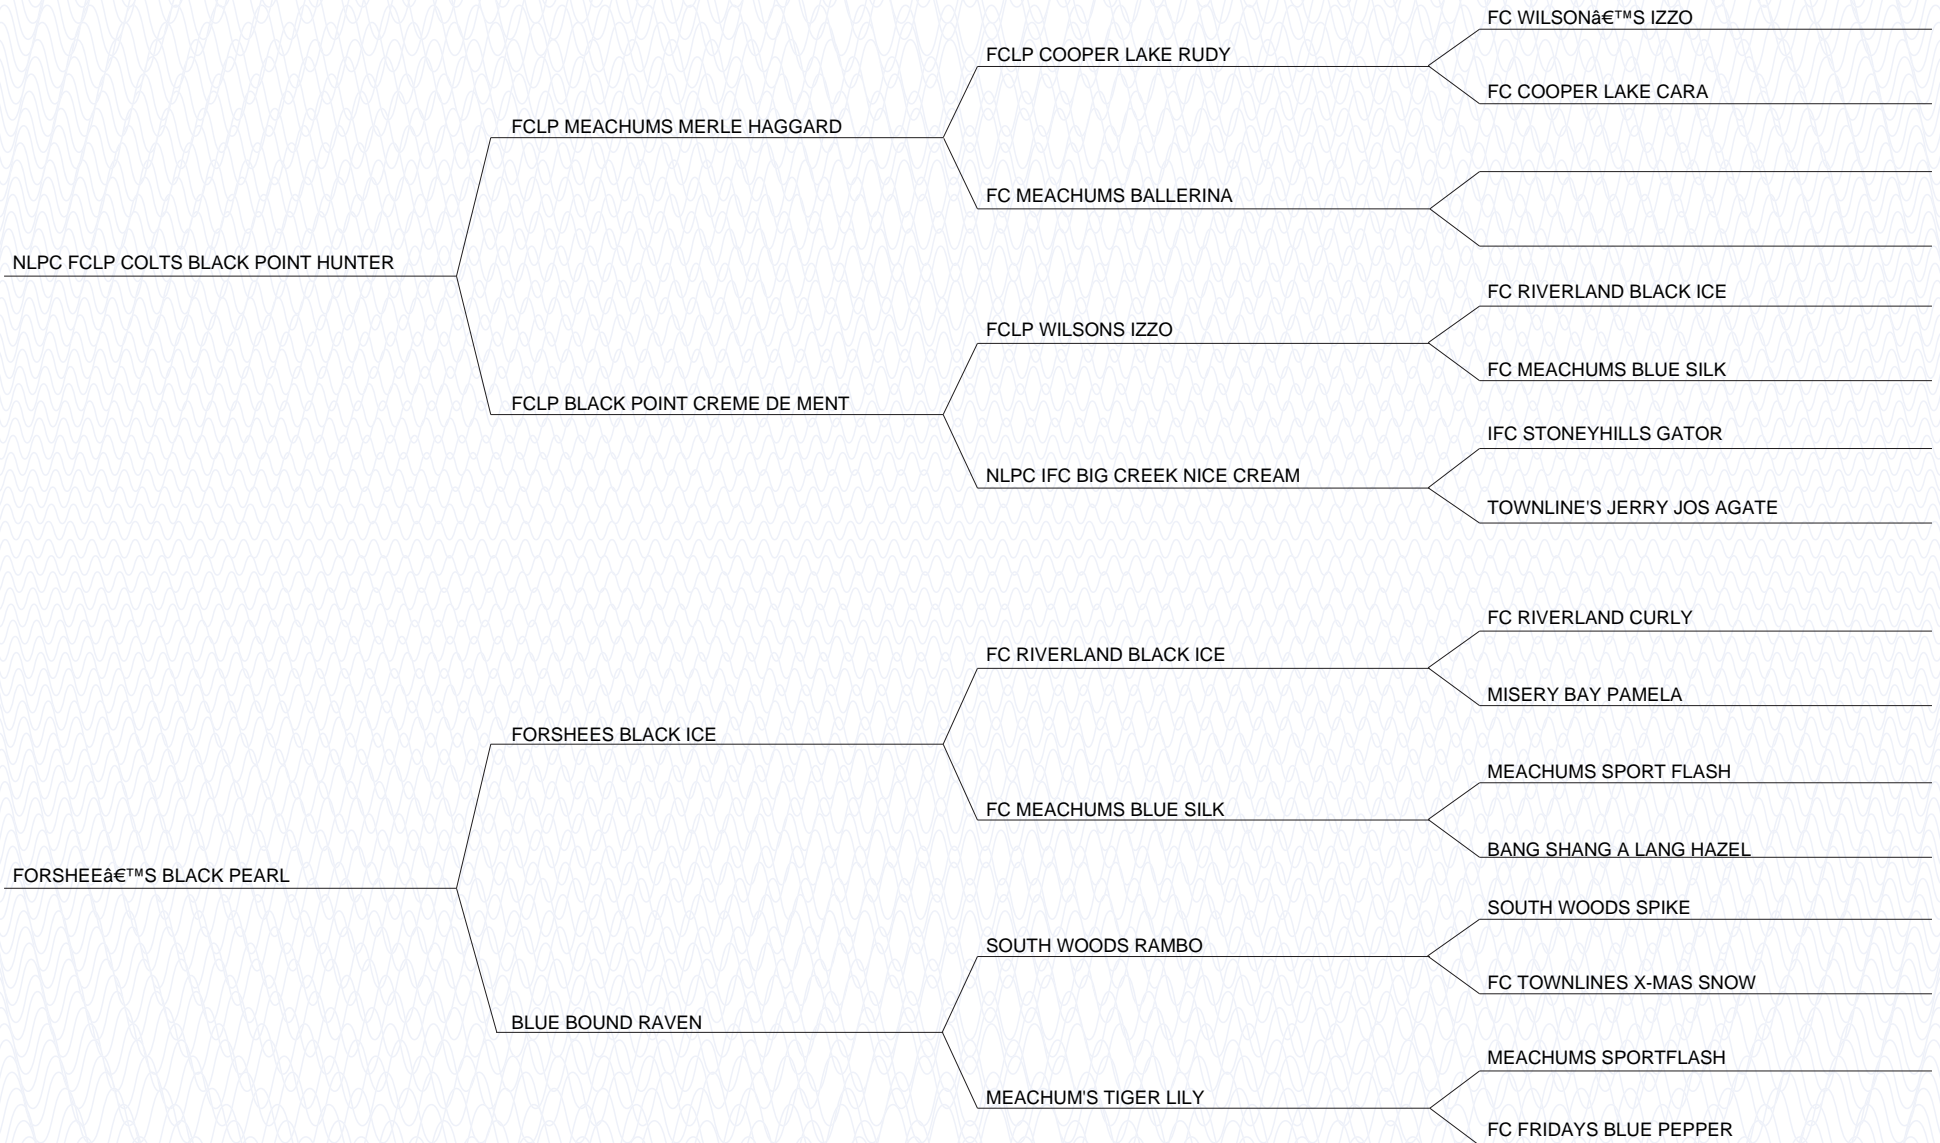 FC WILSONâ€™S IZZO
FCLP COOPER LAKE RUDY
FC COOPER LAKE CARA
FCLP MEACHUMS MERLE HAGGARD
FC MEACHUMS BALLERINA
NLPC FCLP COLTS BLACK POINT HUNTER
FC RIVERLAND BLACK ICE
FCLP WILSONS IZZO
FC MEACHUMS BLUE SILK
FCLP BLACK POINT CREME DE MENT
IFC STONEYHILLS GATOR
NLPC IFC BIG CREEK NICE CREAM
TOWNLINE'S JERRY JOS AGATE
FC RIVERLAND CURLY
FC RIVERLAND BLACK ICE
MISERY BAY PAMELA
FORSHEES BLACK ICE
MEACHUMS SPORT FLASH
FC MEACHUMS BLUE SILK
BANG SHANG A LANG HAZEL
FORSHEEâ€™S BLACK PEARL
SOUTH WOODS SPIKE
SOUTH WOODS RAMBO
FC TOWNLINES X-MAS SNOW
BLUE BOUND RAVEN
MEACHUMS SPORTFLASH
MEACHUM'S TIGER LILY
FC FRIDAYS BLUE PEPPER